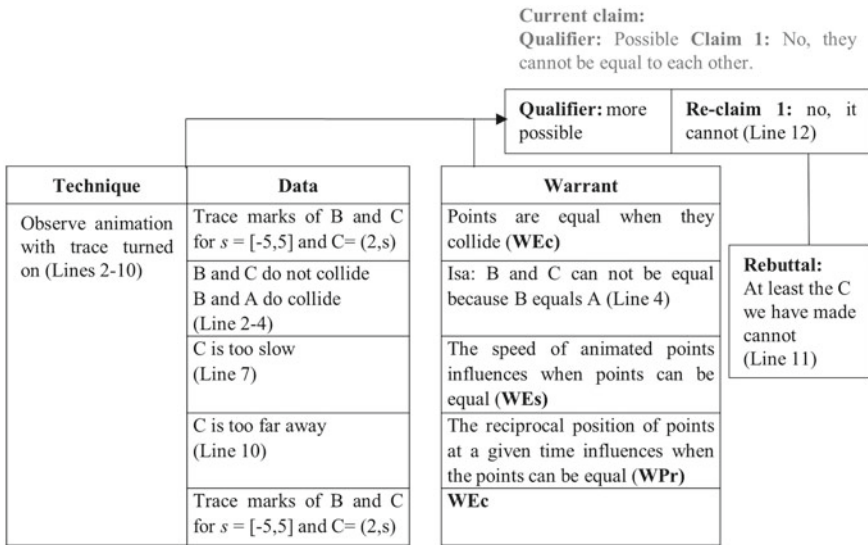 Current claim:
Qualifier: Possible Claim 1: No, they
cannot be equal to each other.
Qualifier: more
possible
Re-claim 1: no, it
cannot (Line 12)
Technique
Data
Warrant
Observe animation
with trace turned
on (Lines 2-10)
Trace marks of B and C
for s = [-5,5] and C= (2,s)
Points are equal when they
collide (WEc)
B and C do not collide
B and A do collide
(Line 2-4)
Isa: B and C can not be equal
because B equals A (Line 4)
Rebuttal:
At least the C
we have made
cannot
(Line 11)
C is too slow
(Line 7)
The speed of animated points
influences when points can be
equal (WEs)
C is too far away
(Line 10)
The reciprocal position of points
at a given time influences when
the points can be equal (WPr)
Trace marks of B and C
for s = [-5,5] and C= (2,s)
WEc